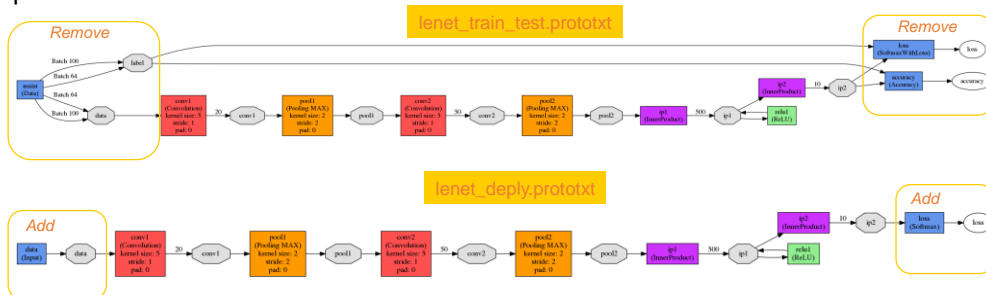 lenet_train_test.prototxt
Remove
Remove
Batch 100
Batch 64
Batch 64
Batch 100
mnist
(Data)
label
data
conv1
(Convolution)
kernel size: 5
stride: 1
pad: 0
20
conv1
pool1
(Pooling MAX)
kernel size: 2
stride: 2
pad: 0
pool1
conv2
(Convolution)
kernel size: 5
stride: 1
pad: 0
50
conv2
pool2
(Pooling MAX)
kernel size: 2
stride: 2
pad: 0
pool2
ip1
(InnerProduct)
500
ip1
relu1
(ReLU)
ip2
(InnerProduct)
10
ip2
loss
(SoftmaxWithLoss)
loss
accuracy
(Accuracy)
accuracy
lenet_deply.prototxt
Add
Add
data
(Input)
data
conv1
(Convolution)
kernel size: 5
stride: 1
pad: 0
20
conv1
pool1
(Pooling MAX)
kernel size: 2
stride: 2
pad: 0
pool1
conv2
(Convolution)
kernel size: 5
stride: 1
pad: 0
50
conv2
pool2
(Pooling MAX)
kernel size: 2
stride: 2
pad: 0
pool2
ip1
(InnerProduct)
500
ip1
relu1
(ReLU)
ip2
(InnerProduct)
10
ip2
loss
(Softmax)
loss